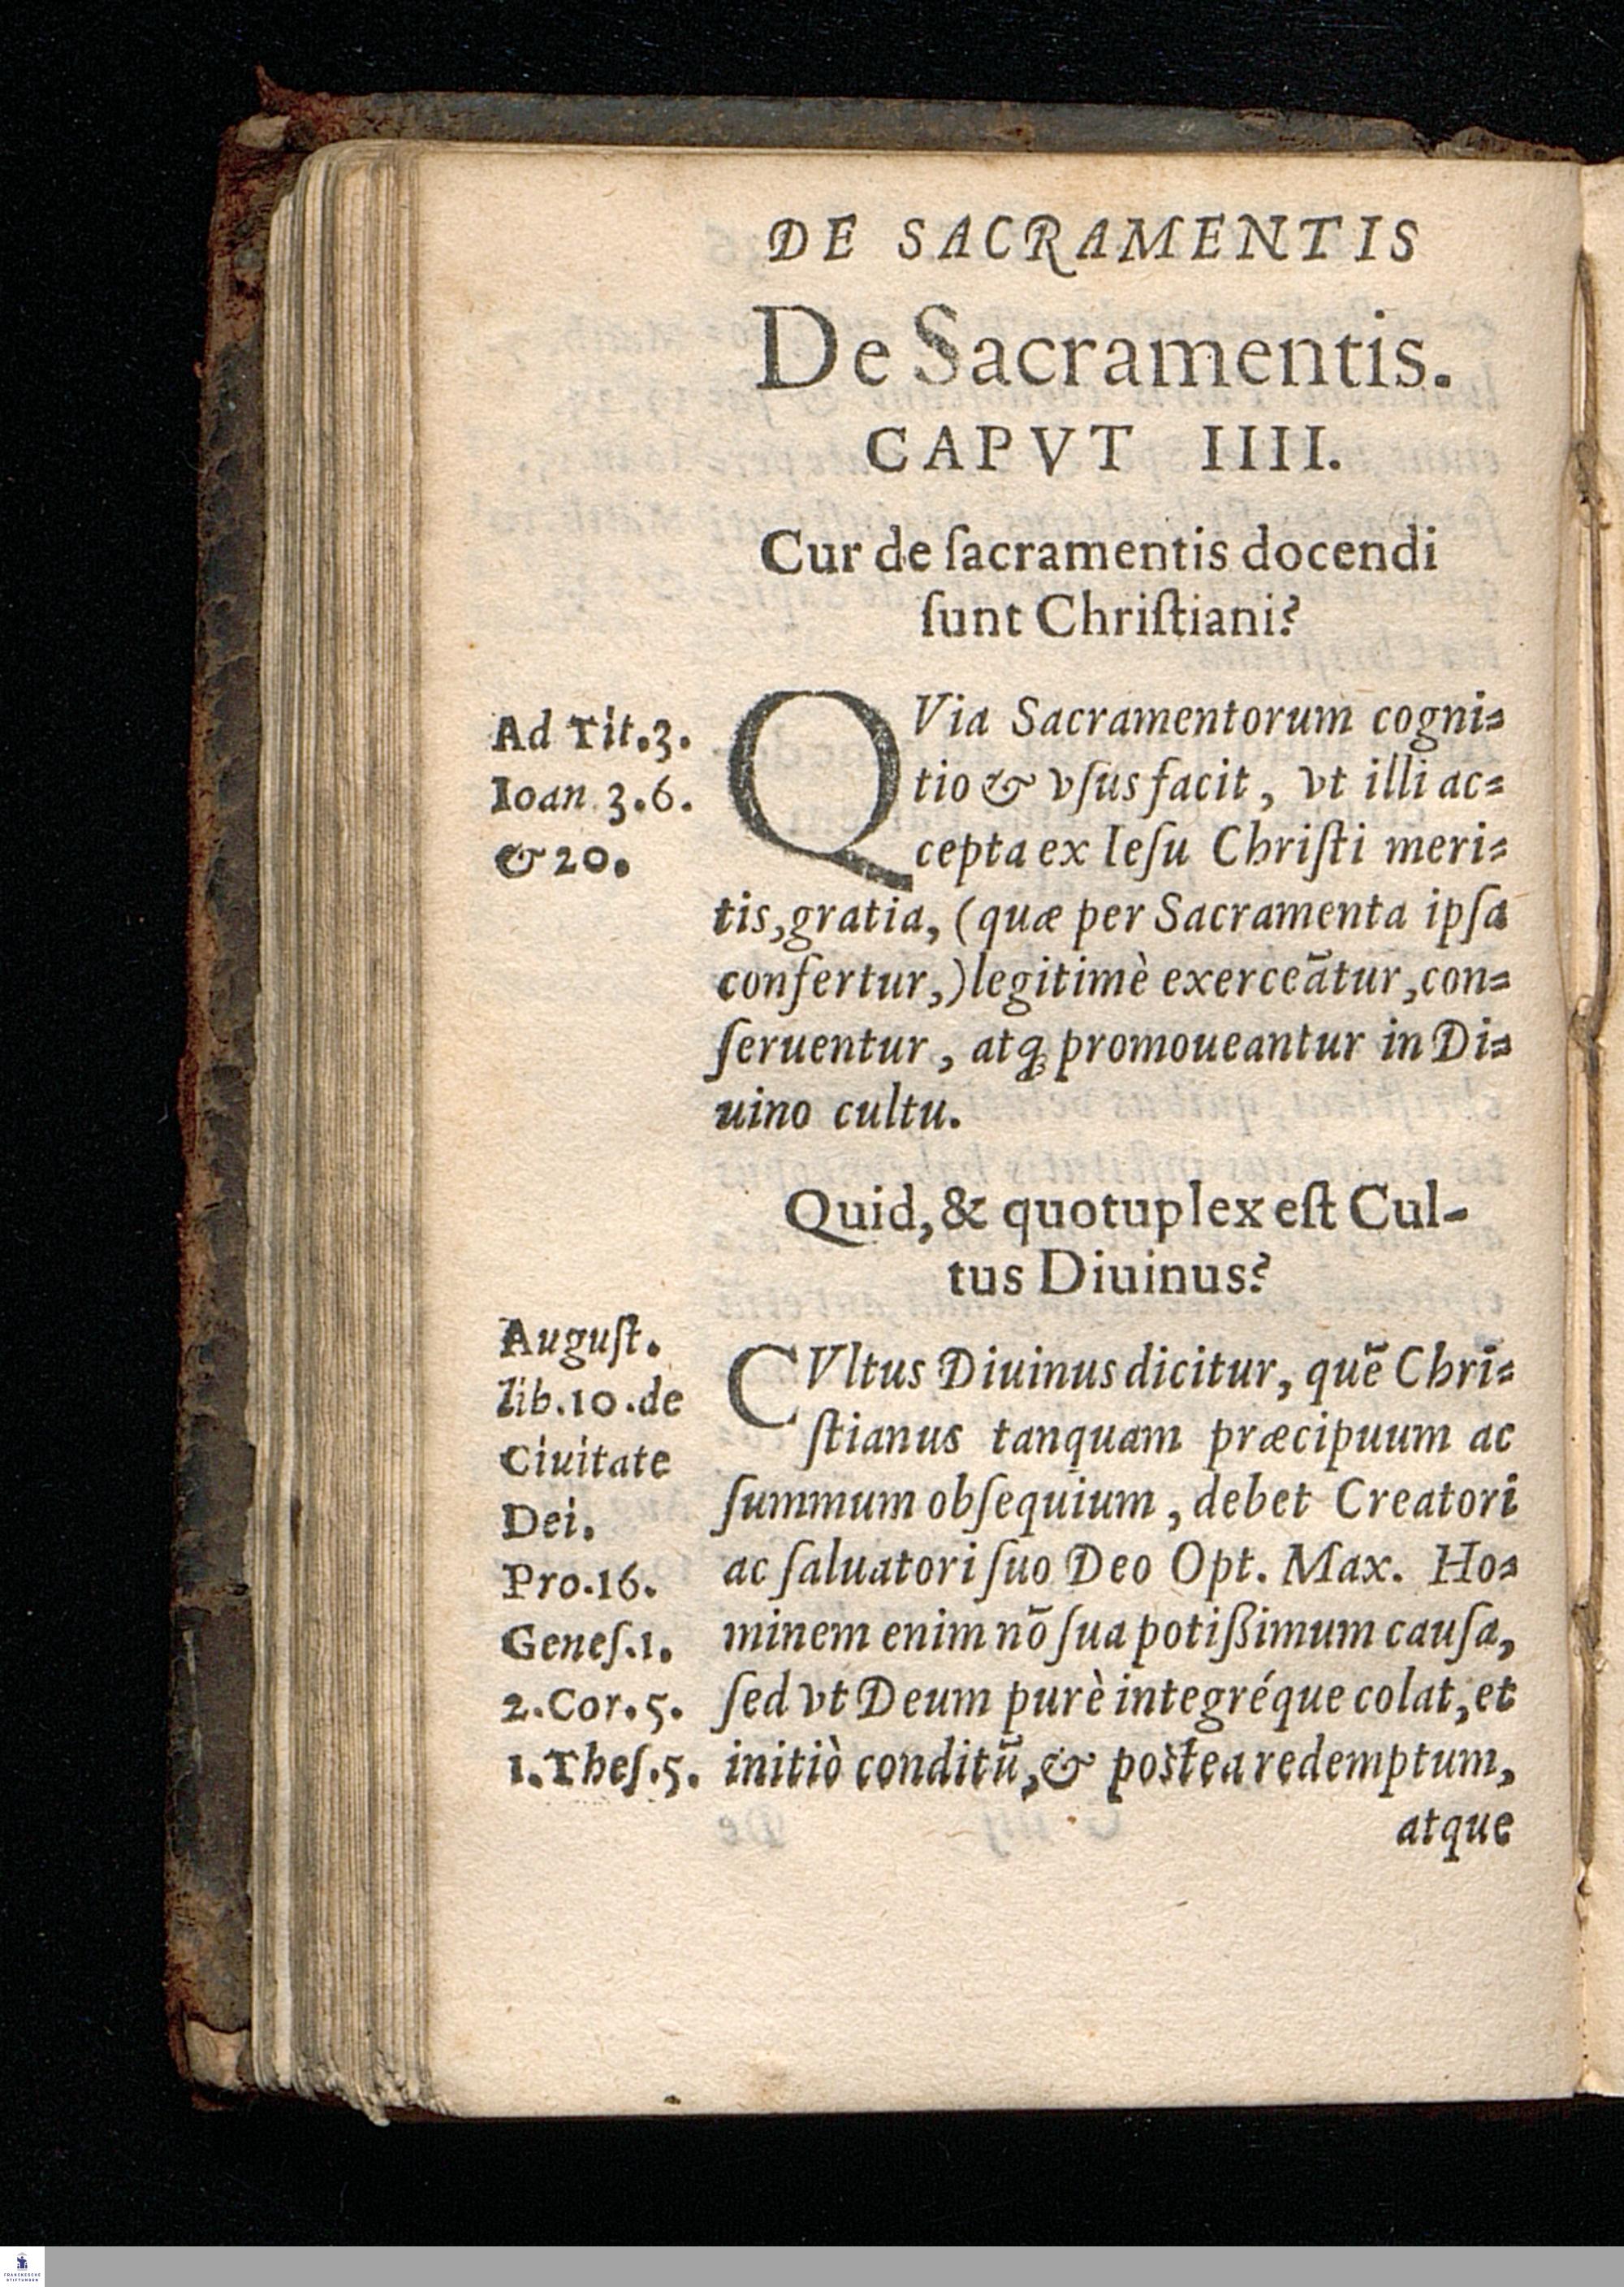 DE SACRAMENTIS
De Sacramentis.
CAPVT IIII.
Cur de ſacramentis docendi
ſunt Chriſtiani?
Ad Tit.3.
Ioan 3.6.
& 20.
QVia Sacramentorum cogni-
tio & vſus facit, vt illi ac-
cepta ex Ieſu Chriſti meri-
tis, gratia, (quæ per Sacramenta ipſa
confertur,) legitimè exerceātur, con-
ſeruentur, atq; promoueantur in Di-
uino cultu.
Quid, & quotuplex eſt Cul-
tus Diuinus?
Auguſt.
lib.10.de
Ciuitate
Dei.
Pro.16.
Geneſ.1.
2.Cor.5.
1.Theſ.5.
CVltus Diuinus dicitur, quē Chri-
ſtianus tanquam præcipuum ac
ſummum obſequium, debet Creatori
ac ſaluatori ſuo Deo Opt. Max. Ho-
minem enim nō ſua potiſſimum cauſa,
ſed vt Deum purè integréque colat, et
initiò conditū, & poſtea redemptum,
atque
FRANCKESCHE
STIFTUNGEN